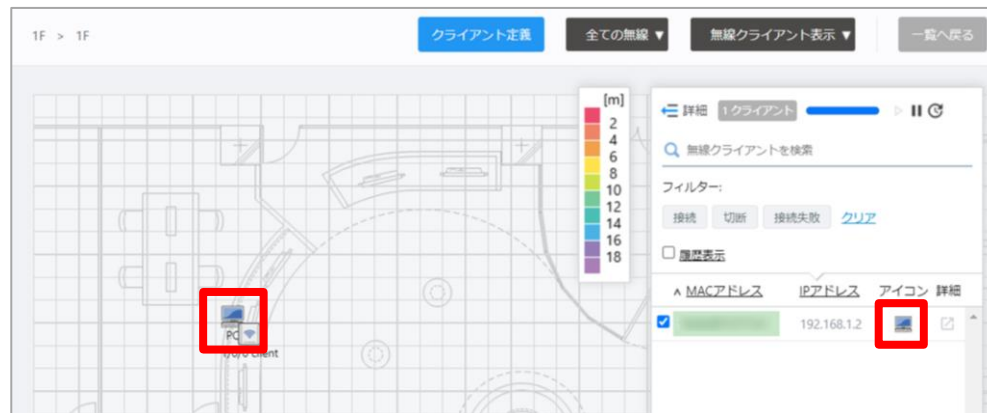 1F > 1F
クライアント定義
全ての無線 ▼
無線クライアント表示 ▼
一覧へ戻る
[m]
2
4
6
8
10
12
14
16
18
詳細 1 クライアント
無線クライアントを検索
フィルター:
接続 切断 接続失敗 クリア
履歴表示
MACアドレス IPアドレス アイコン 詳細
192.168.1.2
PC
1/0/0 client